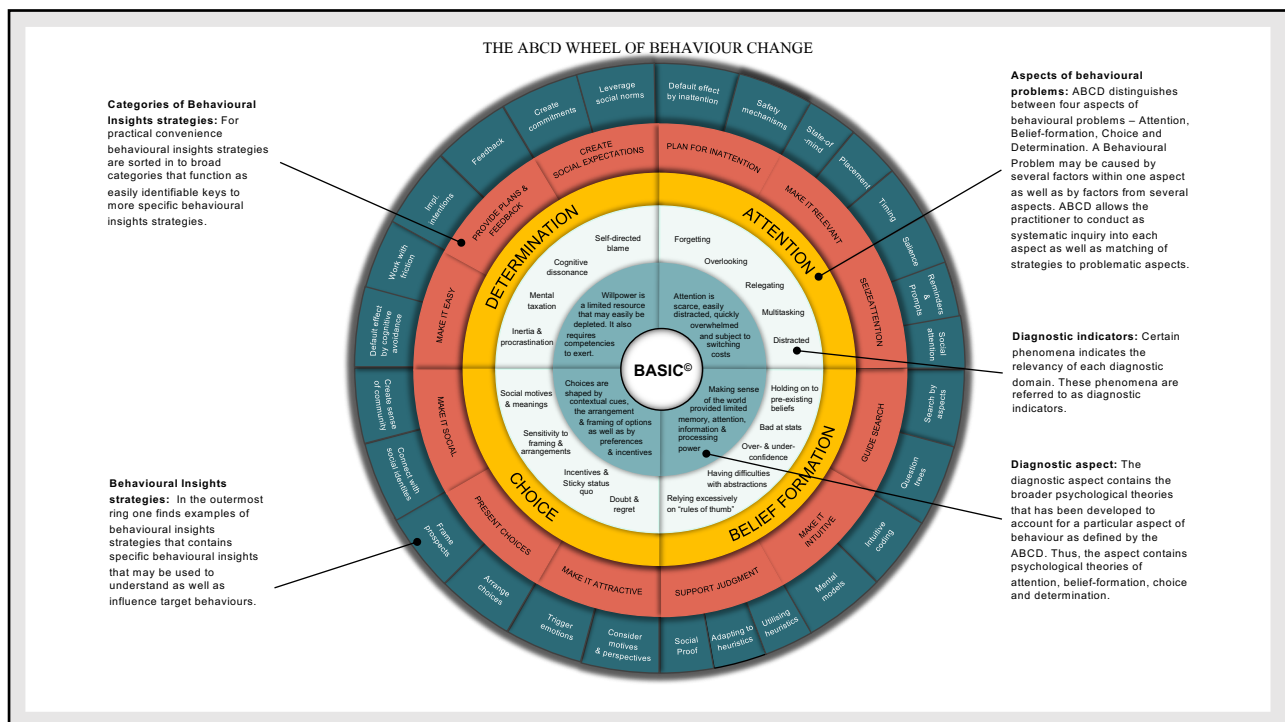 THE ABCD WHEEL OF BEHAVIOUR CHANGE
Categories of Behavioural
Insights strategies: For
practical convenience
behavioural insights strategies
are sorted in to broad
categories that function as
easily identifiable keys to
more specific behavioural
insights strategies.
Behavioural Insights
strategies: In the outermost
ring one finds examples of
behavioural insights
strategies that contains
specific behavioural insights
that may be used to
understand as well as
influence target behaviours.
Aspects of behavioural
problems: ABCD distinguishes
between four aspects of
behavioural problems – Attention,
Belief-formation, Choice and
Determination. A Behavioural
Problem may be caused by
several factors within one aspect
as well as by factors from several
aspects. ABCD allows the
practitioner to conduct as
systematic inquiry into each
aspect as well as matching of
strategies to problematic aspects.
Diagnostic indicators: Certain
phenomena indicates the
relevancy of each diagnostic
domain. These phenomena are
referred to as diagnostic
indicators.
Diagnostic aspect: The
diagnostic aspect contains the
broader psychological theories
that has been developed to
account for a particular aspect of
behaviour as defined by the
ABCD. Thus, the aspect contains
psychological theories of
attention, belief-formation, choice
and determination.
Default effect
by inattention
Safety
mechanisms
State-of
-mind
Placement
Timing
Salience
Reminders
&
Prompts
Social
attention
Search by
aspects
Question
trees
Intuitive
coding
Mental
models
Utilising
heuristics
Adapting to
heuristics
Social
Proof
Consider
motives
& perspectives
Trigger
emotions
Arrange
choices
Frame
prospects
Connect with
social identites
Create sense
of community
Default effect
by cognitive
avoidance
Work with
friction
Impl.
intentions
Feedback
Create
commitments
Leverage
social norms
PLAN FOR INATTENTION
MAKE IT RELEVANT
SEIZEATTENTION
GUIDE SEARCH
MAKE IT
INTUITIVE
SUPPORT JUDGMENT
MAKE IT ATTRACTIVE
PRESENT CHOICES
MAKE IT SOCIAL
MAKE IT EASY
PROVIDE PLANS &
FEEDBACK
CREATE
SOCIAL EXPECTATIONS
ATTENTION
BELIEF FORMATION
CHOICE
DETERMINATION
Forgetting
Overlooking
Relegating
Multitasking
Distracted
Holding on to
pre-existing
beliefs
Bad at stats
Over- & under-
confidence
Having difficulties
with abstractions
Relying excessively
on “rules of thumb”
Doubt &
regret
Incentives &
Sticky status
quo
Sensitivity to
framing &
arrangements
Social motives
& meanings
Inertia &
procrastination
Mental
taxation
Cognitive
dissonance
Self-directed
blame
Attention is
scarce, easily
distracted, quickly
overwhelmed
and subject to
switching
costs
Making sense
of the world
provided limited
memory, attention,
information &
processing
power
Choices are
shaped by
contextual cues,
the arrangement
& framing of options
as well as by
preferences
& incentives
Willpower is
a limited resource
that may easily be
depleted. It also
requires
competencies
to exert.
BASIC©